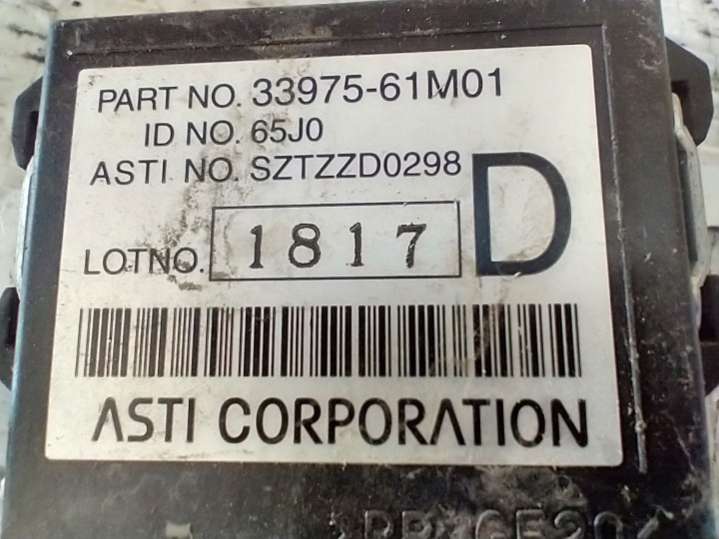 PART NO. 33975-61M01
ID NO. 65J0
ASTI NO. SZTZZD0298
D
LOTNO. 1817
ASTI CORPORATION